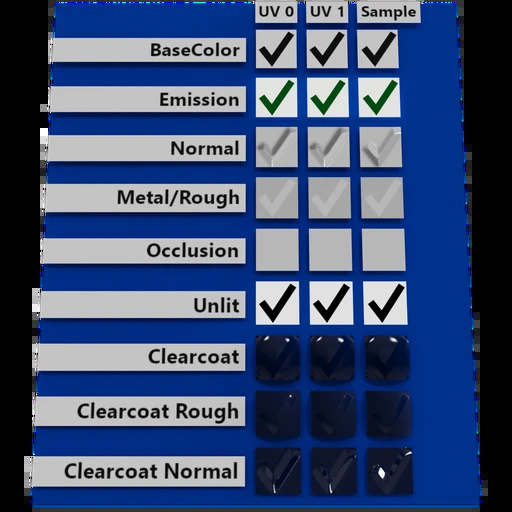 UV 0 UV 1 Sample
BaseColor
Emission
Normal
Metal/Rough
Occlusion
Unlit
Clearcoat
Clearcoat Rough
Clearcoat Normal